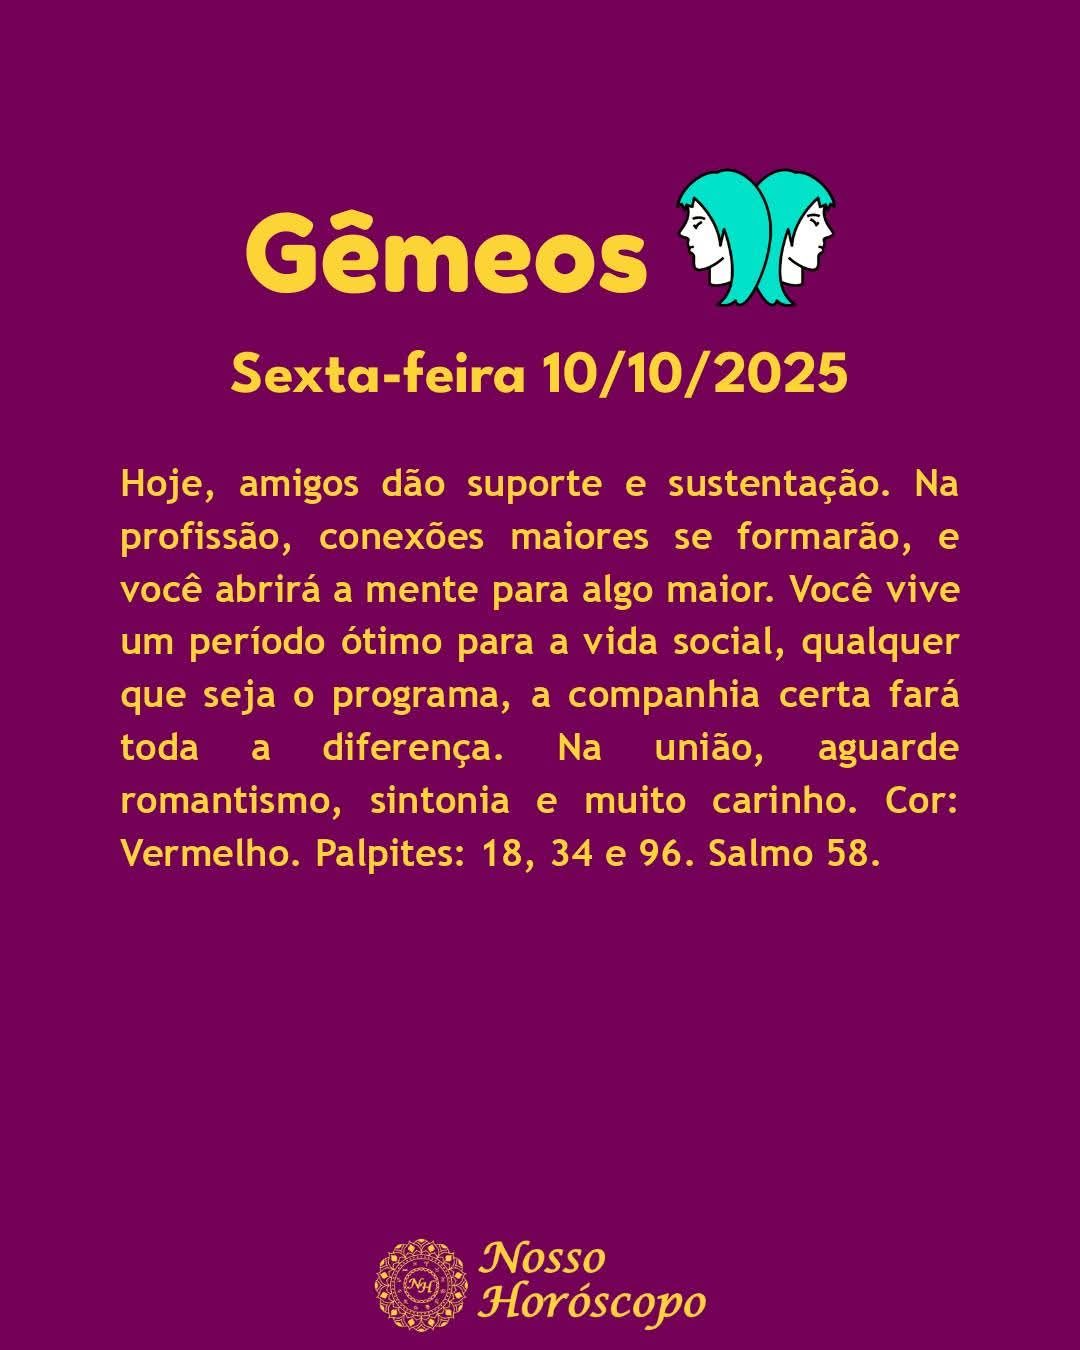 Gêmeos
Sexta-feira 10/10/2025
Hoje, amigos dão suporte e sustentação. Na
profissão, conexões maiores se formarão, e
você abrirá a mente para algo maior. Você vive
um período ótimo para a vida social, qualquer
que seja o programa, a companhia certa fará
toda a diferença. Na união, aguarde
romantismo, sintonia e muito carinho. Cor:
Vermelho. Palpites: 18, 34 e 96. Salmo 58.
NH
Nosso
Horóscopo